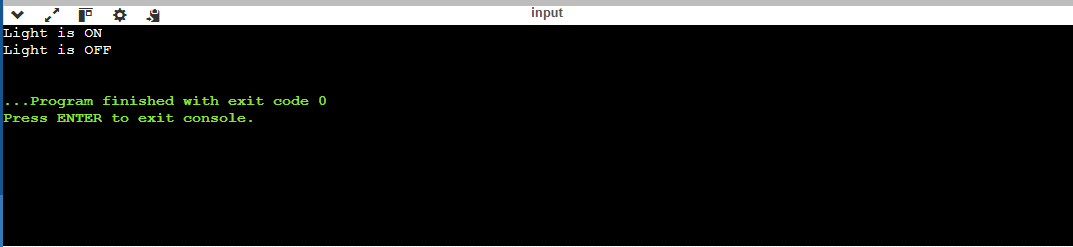 input
Light is ON
Light is OFF
...Program finished with exit code 0
Press ENTER to exit console.